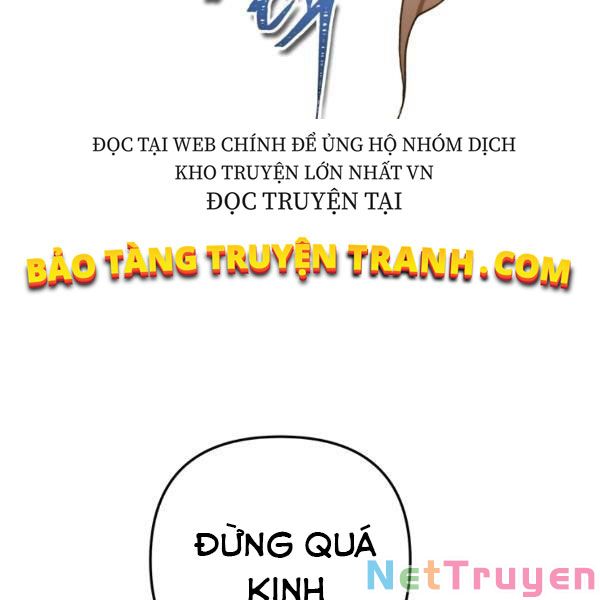 ĐỌC TẠI WEB CHÍNH ĐỂ ỦNG HỘ NHÓM DỊCH
KHO TRUYỆN LỚN NHẤT VN
ĐỌC TRUYỆN TẠI
BẢO TÀNG TRUYỆN TRANH.COM
ĐỪNG QUÁ
KINH
NetTruyen